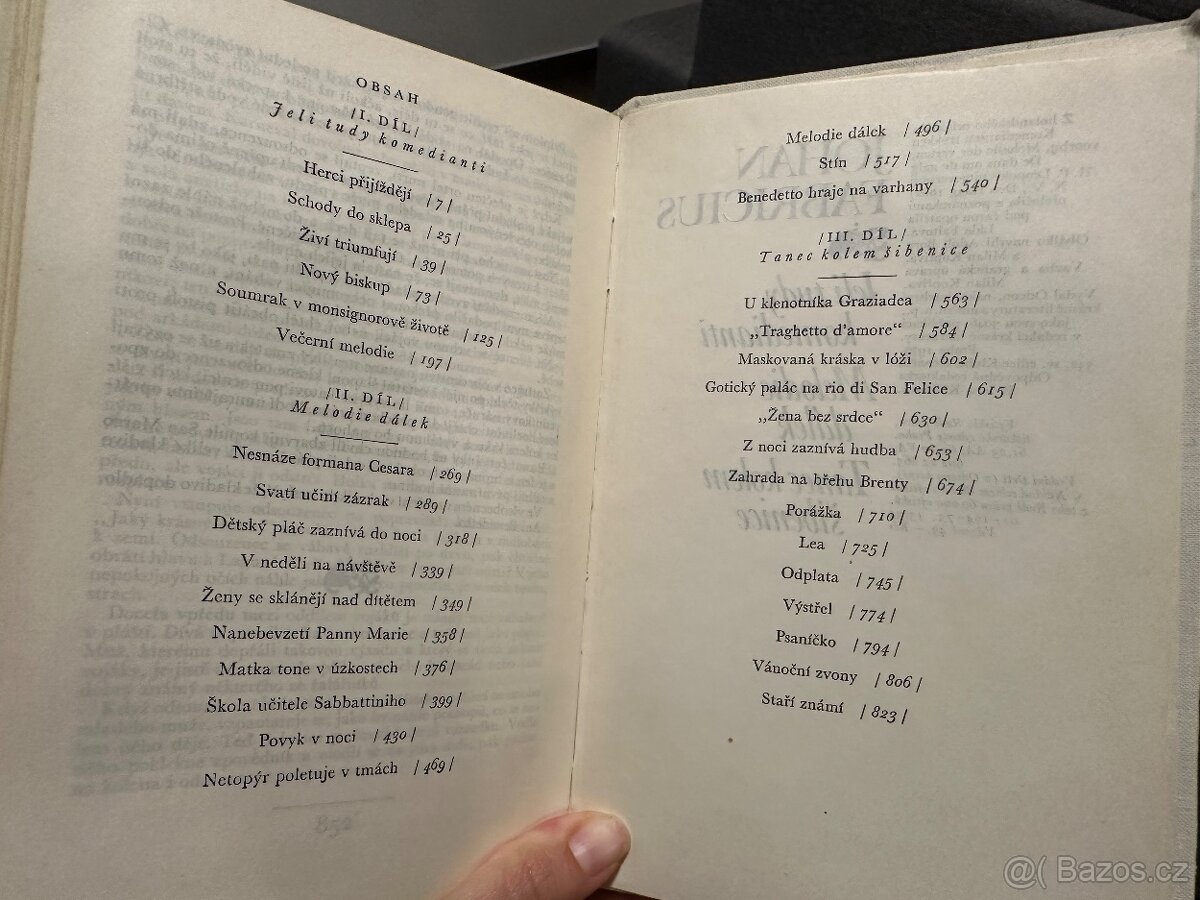 OBSAH
/I. DÍL/
Jeli tudy komedianti
Herci přijíždějí /7/
Schody do sklepa /25/
Živí triumfují /39/
Nový biskup /73/
Soumrak v monsignorově životě /125/
Večerní melodie /197/
/II. DÍL/
Melodie dálek
Nesnáze formana Cesara /269/
Svatí učiní zázrak /289/
Dětský pláč zaznívá do noci /318/
V neděli na návštěvě /339/
Ženy se sklánějí nad dítětem /349/
Nanebevzetí Panny Marie /358/
Matka tone v úzkostech /376/
Škola učitele Sabbattiniho /399/
Povyk v noci /430/
Netopýr poletuje v tmách /469/
Melodie dálek /496/
Stín /517/
Benedetto hraje na varhany /540/
/III. DÍL/
Tanec kolem šibenice
U klenotníka Graziadea /563/
„Traghetto d'amore“ /584/
Maskovaná kráska v lóži /602/
Gotický palác na rio di San Felice /615/
„Žena bez srdce“ /630/
Z noci zaznívá hudba /653/
Zahrada na břehu Brenty /674/
Porážka /710/
Lea /725/
Odplata /745/
Výstřel /774/
Psaníčko /794/
Vánoční zvony /806/
Staří známí /823/
Bazos.cz